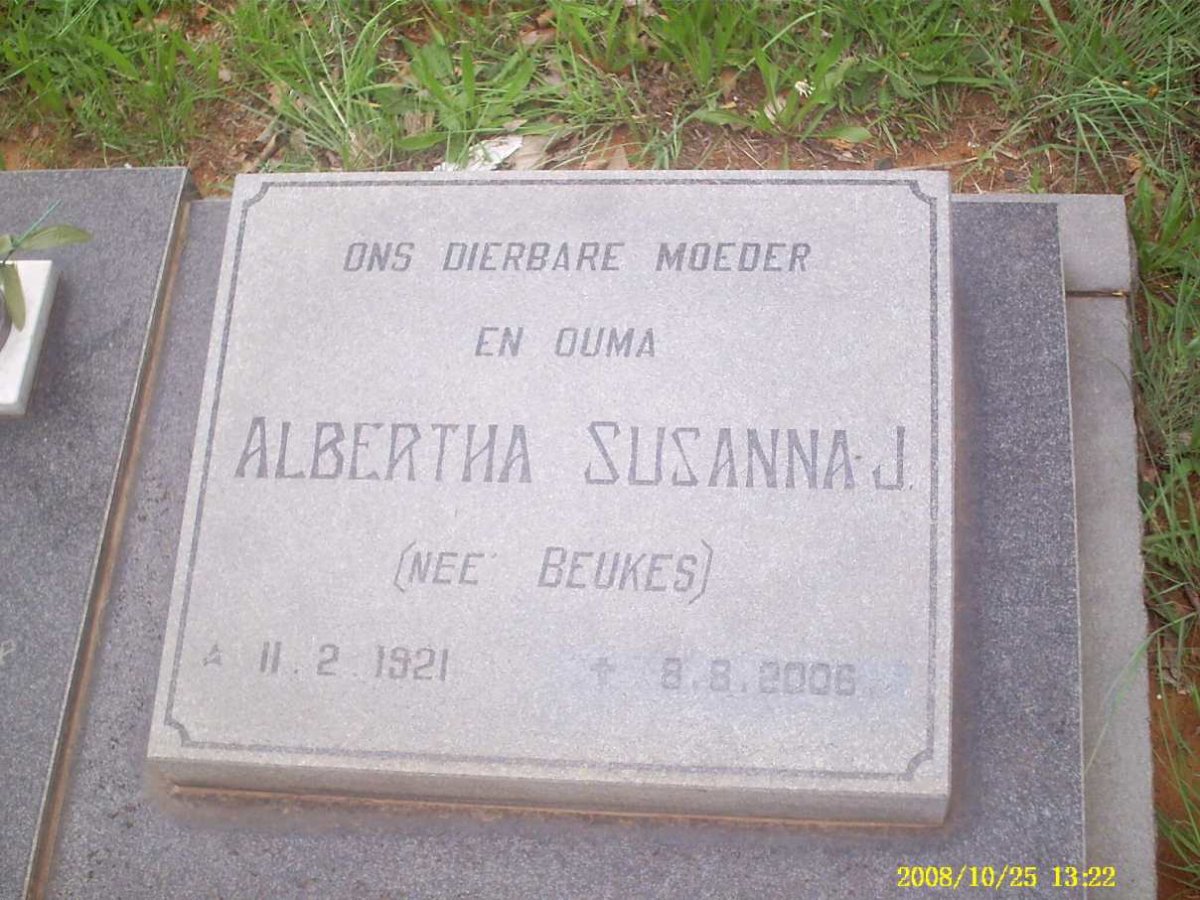 ONS DIERBARE MOEDER
EN OUMA
ALBERTHA SUSANNA J.
(NEE' BEUKES)
11.2.1921 † 8.8.2006
2008/10/25 13:22